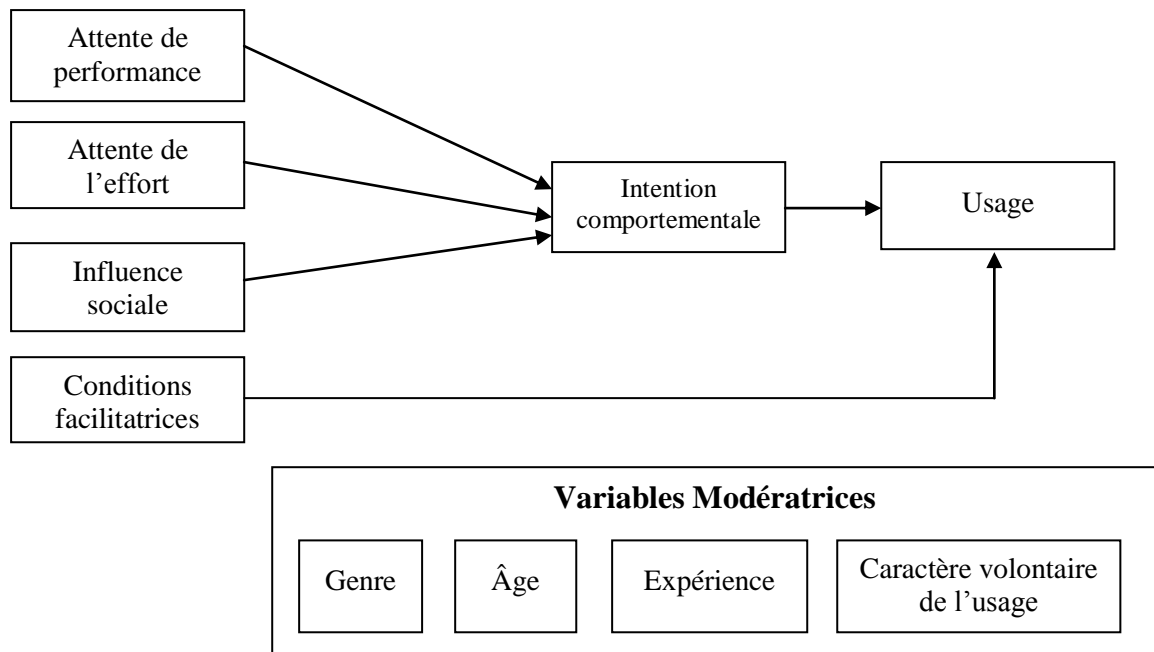 Attente de
performance
Attente de
l’effort
Influence
sociale
Conditions
facilitatrices
Intention
comportementale
Usage
Variables Modératrices
Genre
Âge
Expérience
Caractère volontaire
de l’usage